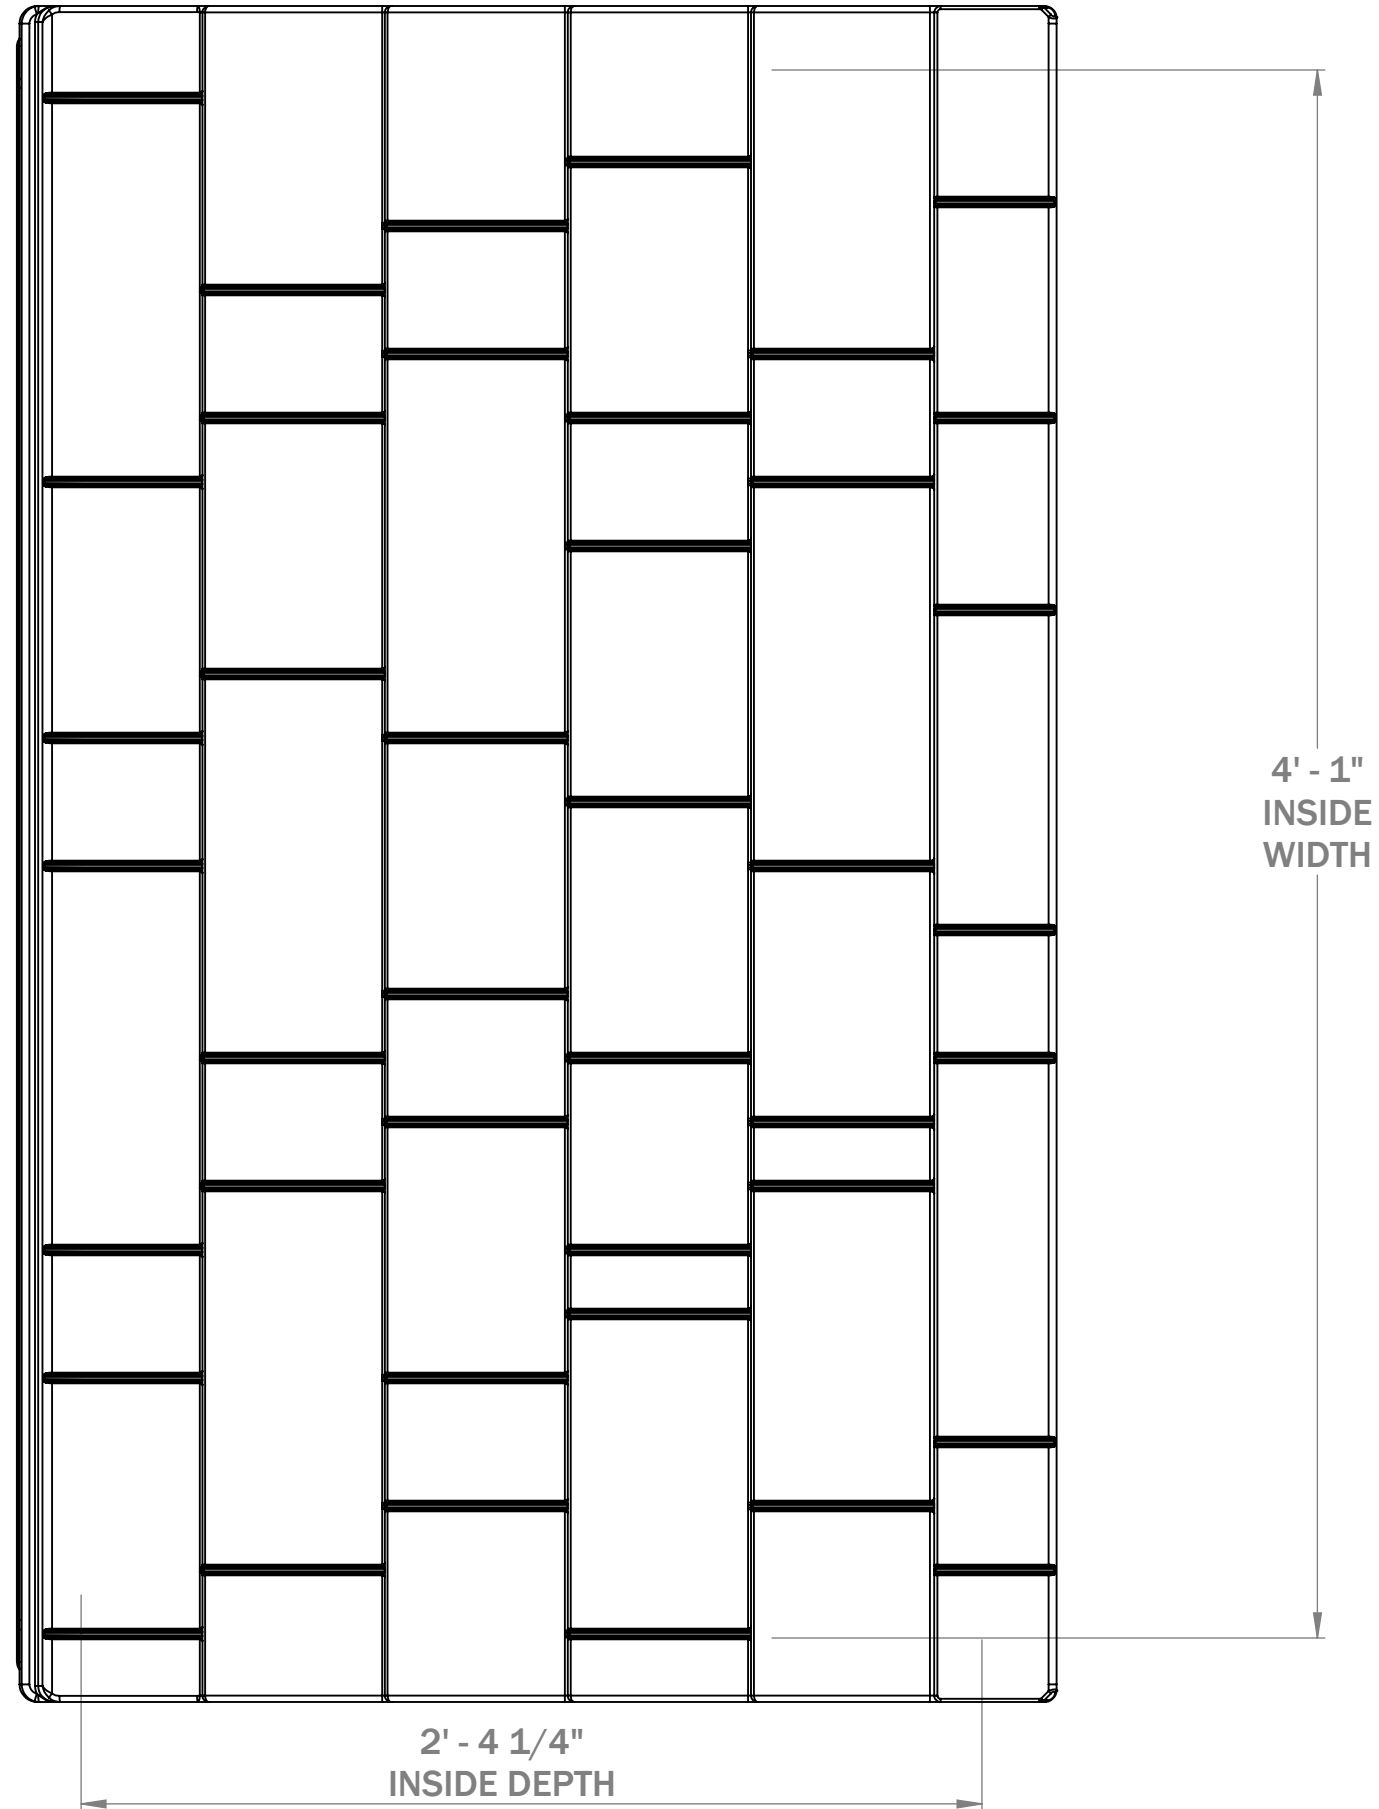 4' - 1"
INSIDE
WIDTH
2' - 4 1/4"
INSIDE DEPTH